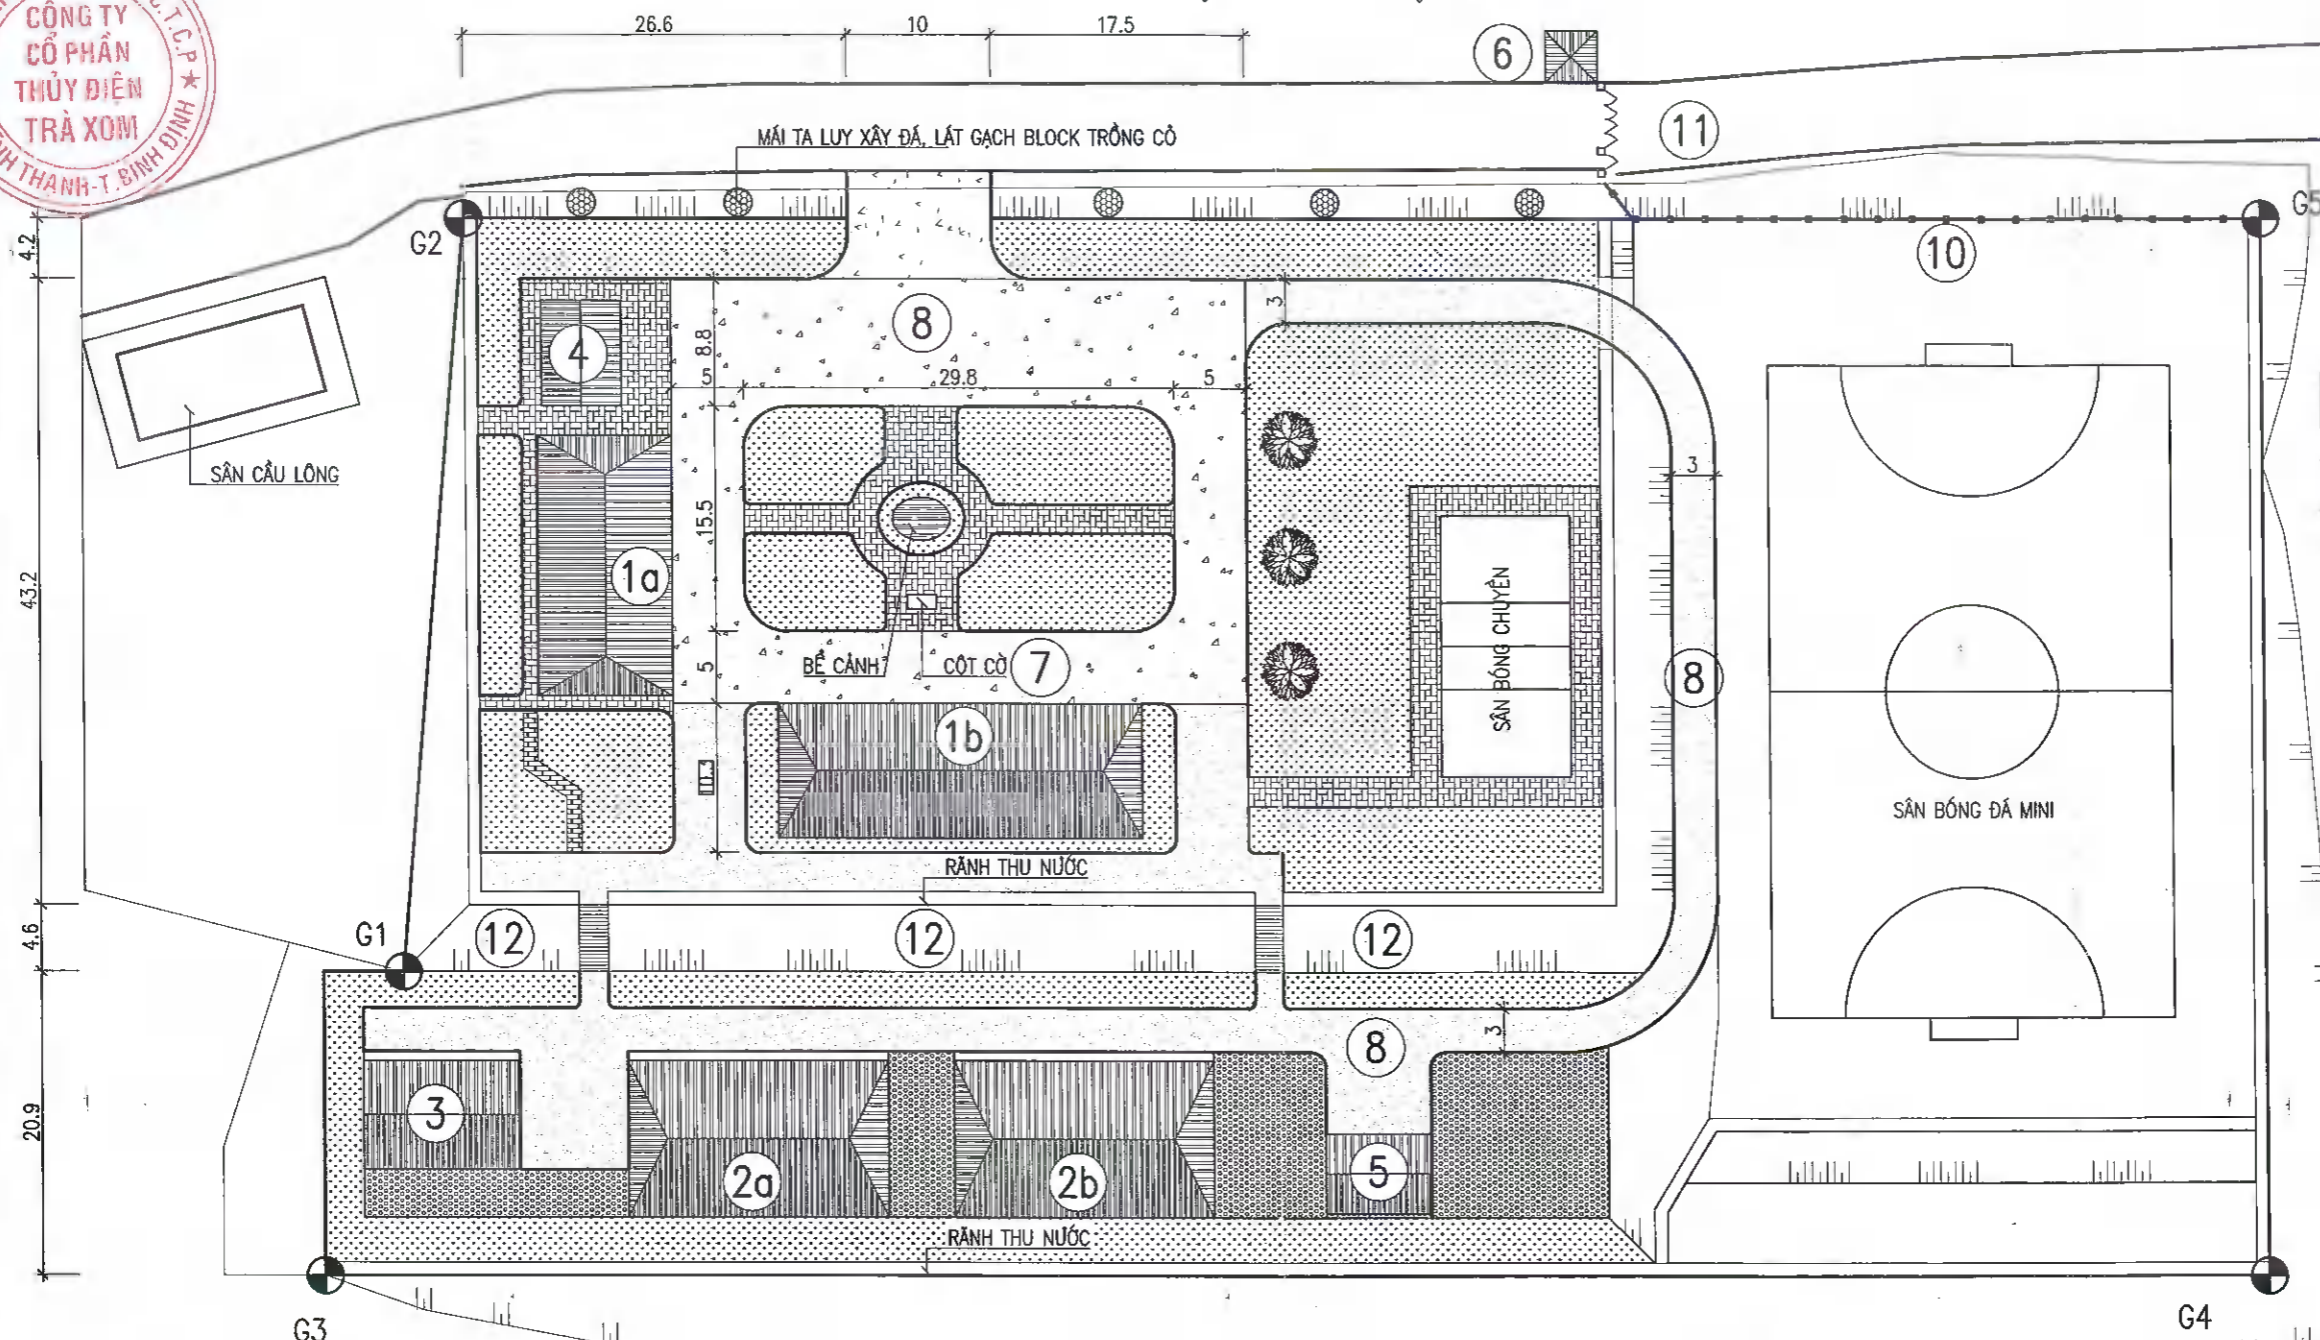 CÔNG TY
CỔ PHẦN
THỦY ĐIỆN
TRÀ XOM
T.C.P ★
THẠNH-T.BÌNH ĐỊNH
26.6
10
17.5
6
11
MÁI TA LUY XÂY ĐÁ, LÁT GẠCH BLOCK TRỒNG CỎ
G2
G5
4.2
10
8
3
4
8.8
5
29.8
5
SÂN CẦU LÔNG
3
43.2
1a
15.5
SÂN BÓNG CHUYỀN
BỂ CẢNH
CỘT CỜ
7
5
8
1b
SÂN BÓNG ĐÁ MINI
RÃNH THU NƯỚC
G1
4.6
12
12
12
8
3
3
20.9
2a
2b
5
RÃNH THU NƯỚC
G3
G4